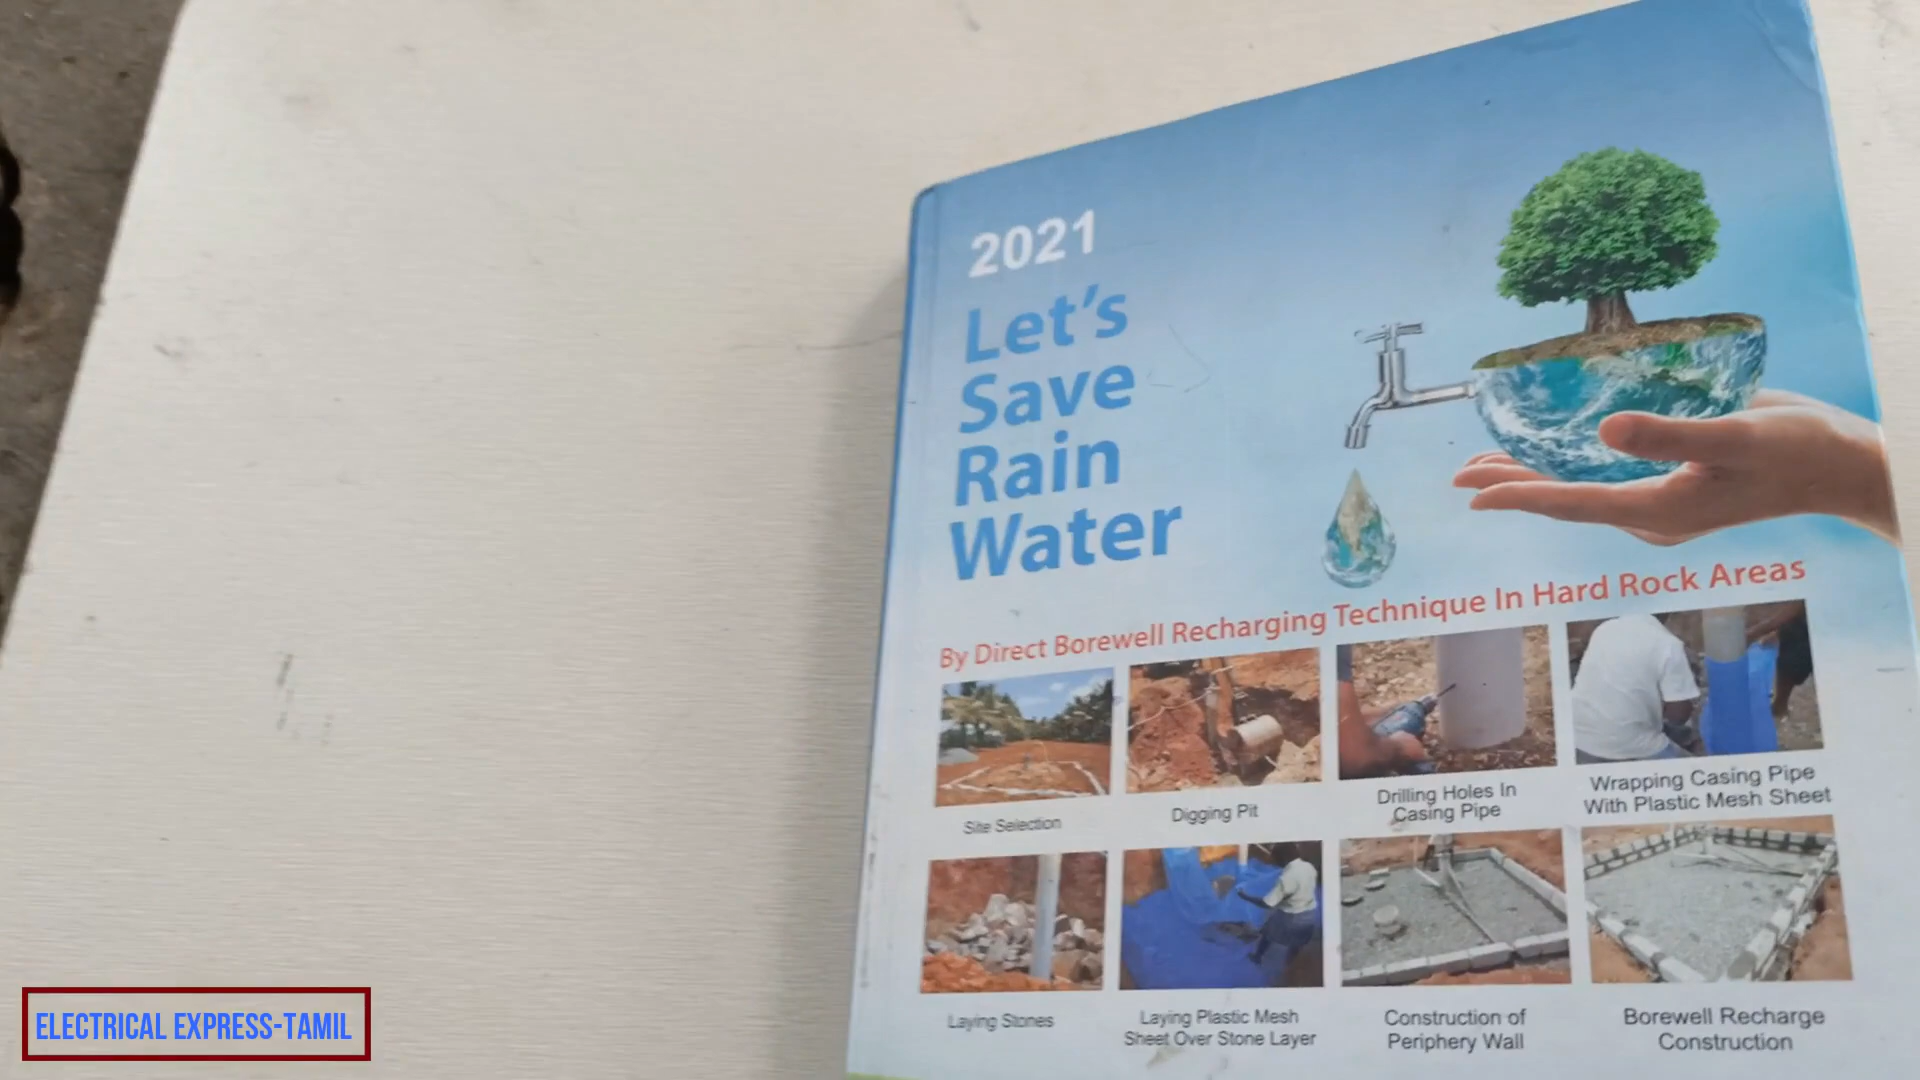 2021
Let's
Save
Rain
Water
By Direct Borewell Recharging Technique In Hard Rock Areas
Site Selection
Digging Pit
Drilling Holes In
Casing Pipe
Wrapping Casing Pipe
With Plastic Mesh Sheet
Laying Stones
Laying Plastic Mesh
Sheet Over Stone Layer
Construction of
Periphery Wall
Borewell Recharge
Construction
ELECTRICAL EXPRESS-TAMIL